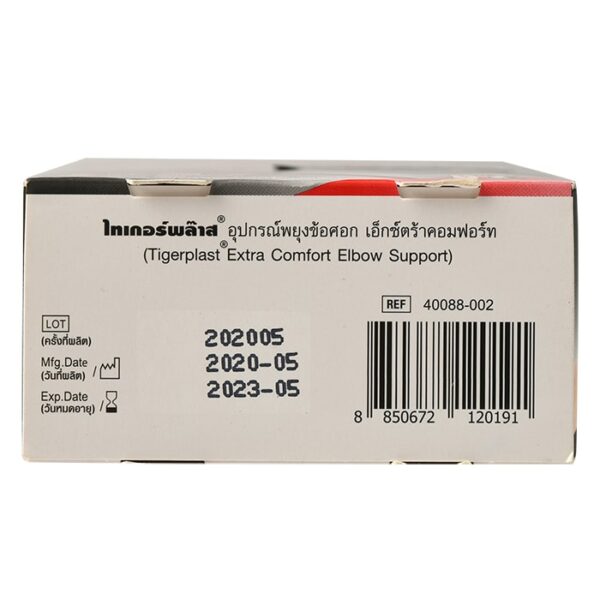 ไทเกอร์พล๊าส® อุปกรณ์พยุงข้อศอก เอ็กซ์ตร้าคอมฟอร์ท
(Tigerplast® Extra Comfort Elbow Support)
REF 40088-002
LOT 202005
(ครั้งที่ผลิต)
Mfg.Date / 2020-05
(วันที่ผลิต)
Exp.Date / 2023-05
(วันหมดอายุ)
8 850672 120191